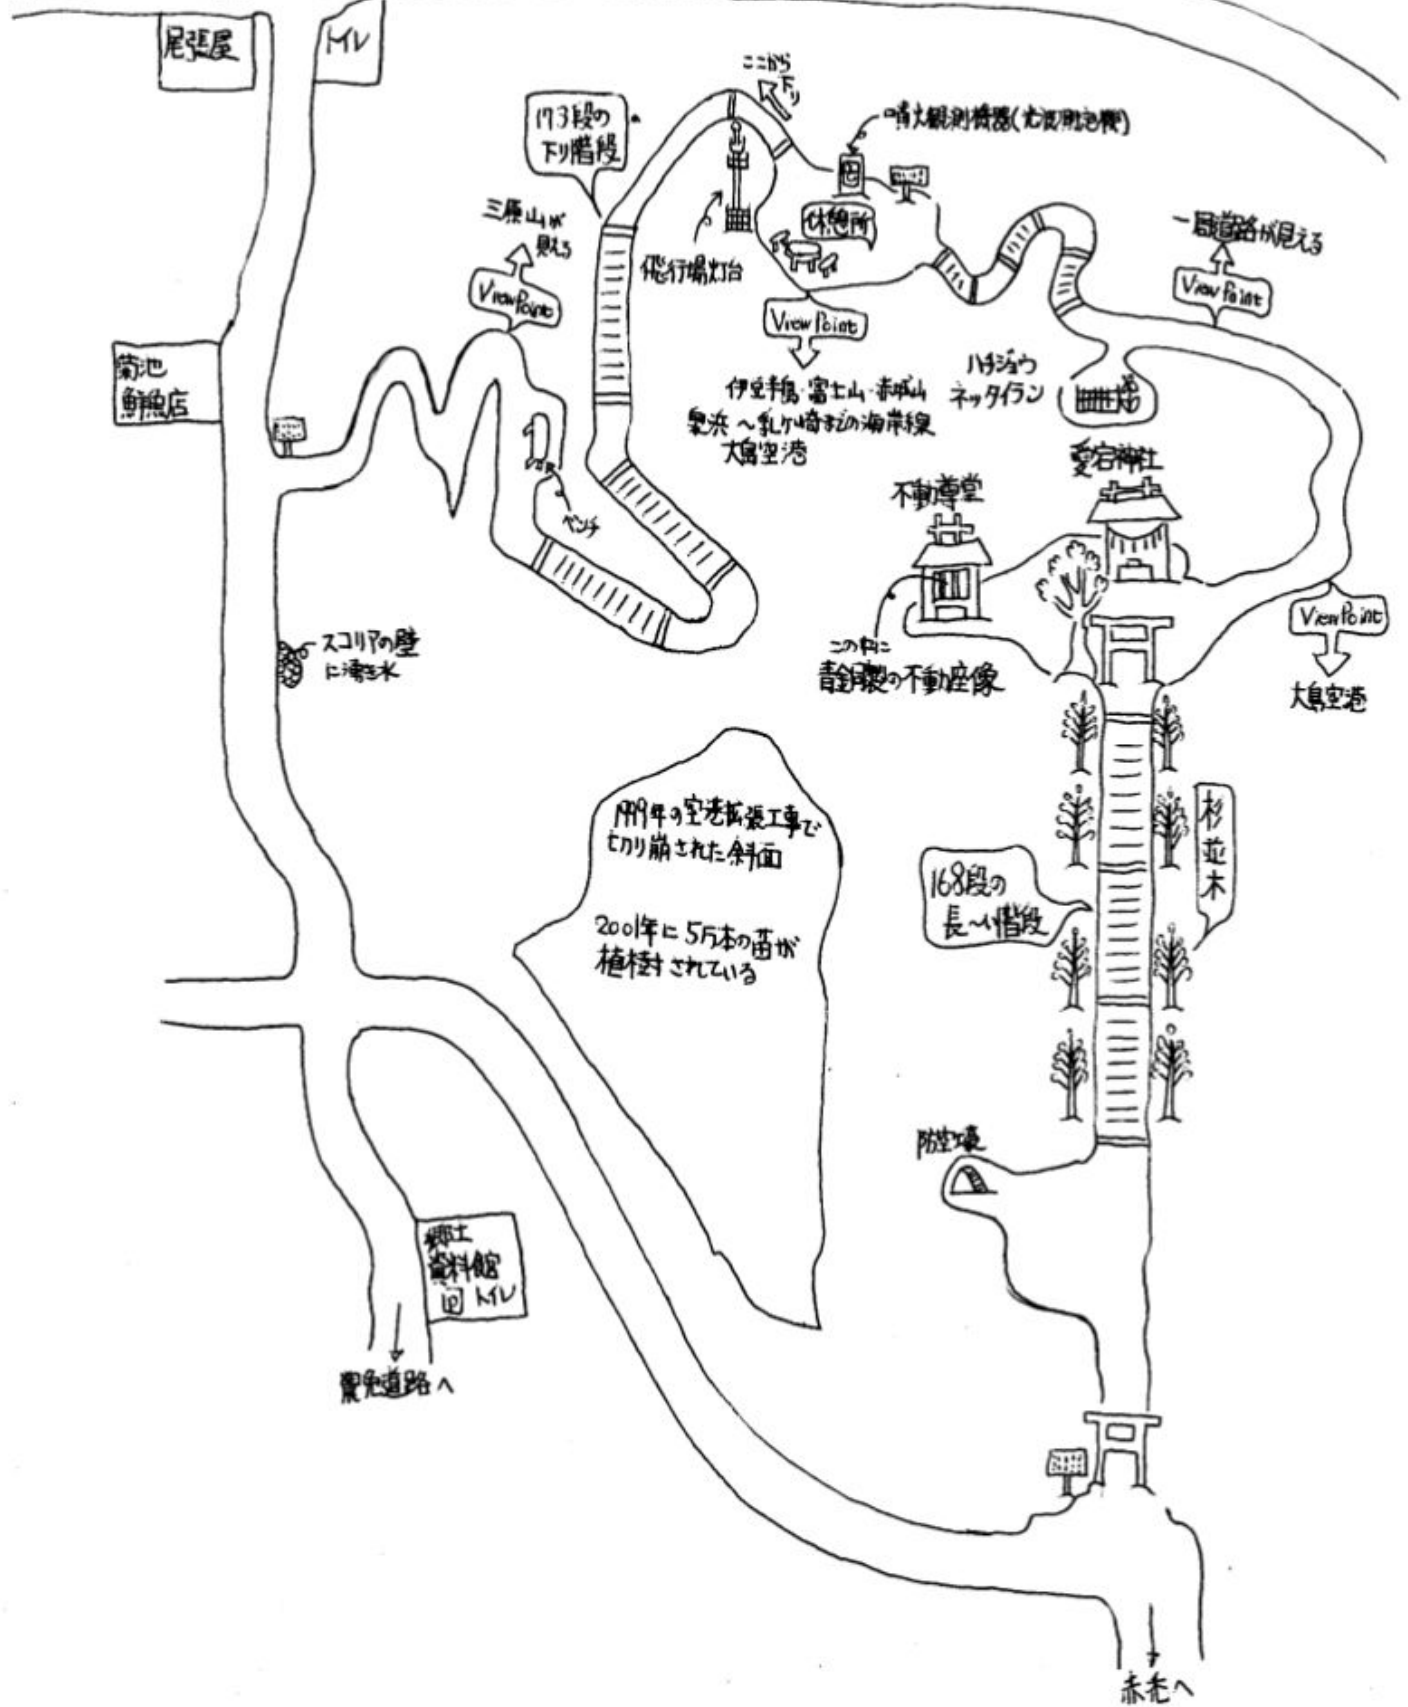 尾張屋
トイレ
ここから
下り
173段の
下り階段
噴火観測機器(光波測距儀)
三原山が
見える
View Point
飛行場灯台
休憩所
一周道路が見える
View Point
View Point
伊豆半島・富士山・赤城山
泉浜〜乳ヶ崎までの海岸線
大島空港
ハチジョウ
ネッタイラン
菊池
鮮魚店
ベンチ
愛宕神社
不動尊堂
View Point
大島空港
この中に
青銅製の不動座像
スコリアの壁
に湧き水
1999年の空港拡張工事で
切り崩された斜面
2001年に5万本の苗が
植樹されている
杉並木
168段の
長〜い階段
防空壕
郷土
資料館
P トイレ
御兔道路へ
赤禿へ